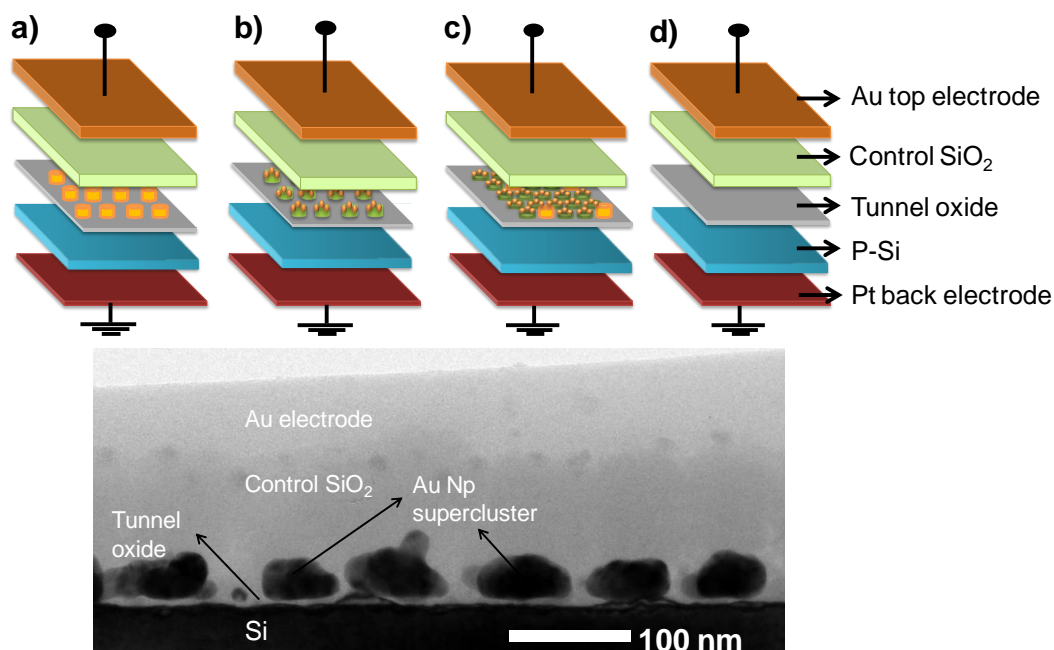 a)
b)
c)
d)
Au top electrode
Control SiO₂
Tunnel oxide
P-Si
Pt back electrode
Au electrode
Control SiO₂
Au Np
supercluster
Tunnel
oxide
Si
100 nm